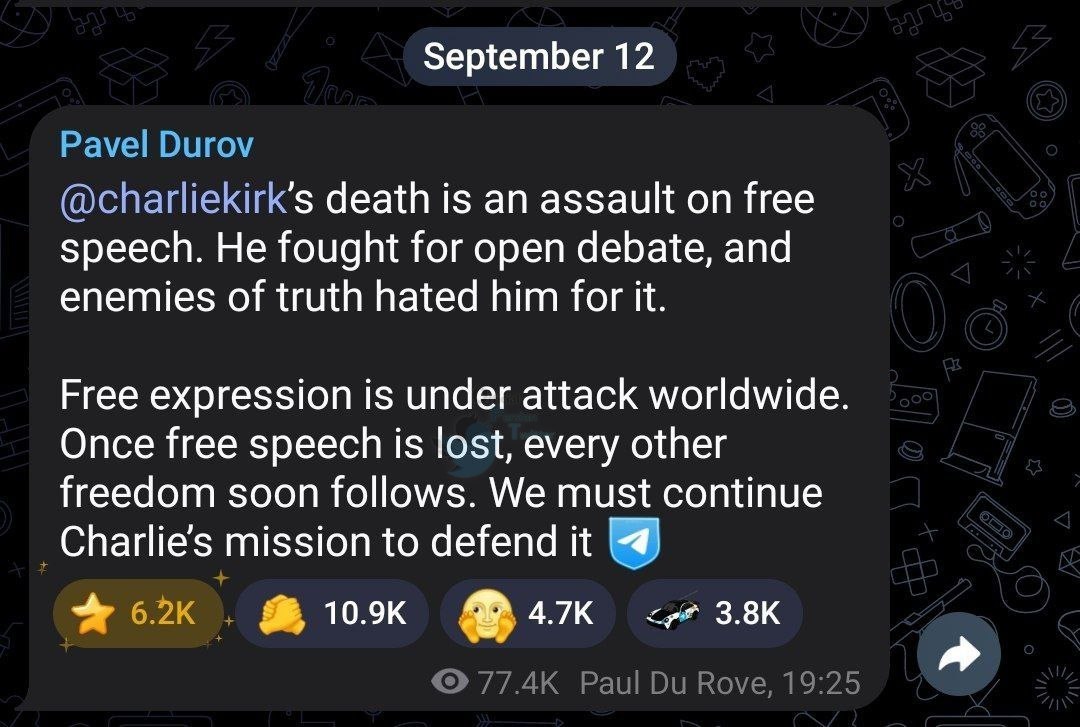 September 12
Pavel Durov
@charliekirk’s death is an assault on free
speech. He fought for open debate, and
enemies of truth hated him for it.
Free expression is under attack worldwide.
Once free speech is lost, every other
freedom soon follows. We must continue
Charlie’s mission to defend it
6.2K 10.9K 4.7K 3.8K
77.4K Paul Du Rove, 19:25